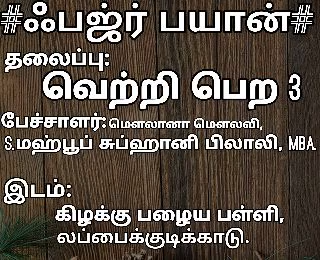 #ஃபஜ்ர் பயான்#
தலைப்பு:
வெற்றி பெற 3
பேச்சாளர்: மௌலானா மௌலவி,
S.மஹ்பூப் சுப்ஹானி பிலாலி, MBA.
இடம்:
கிழக்கு பழைய பள்ளி,
லப்பைக்குடிக்காடு.